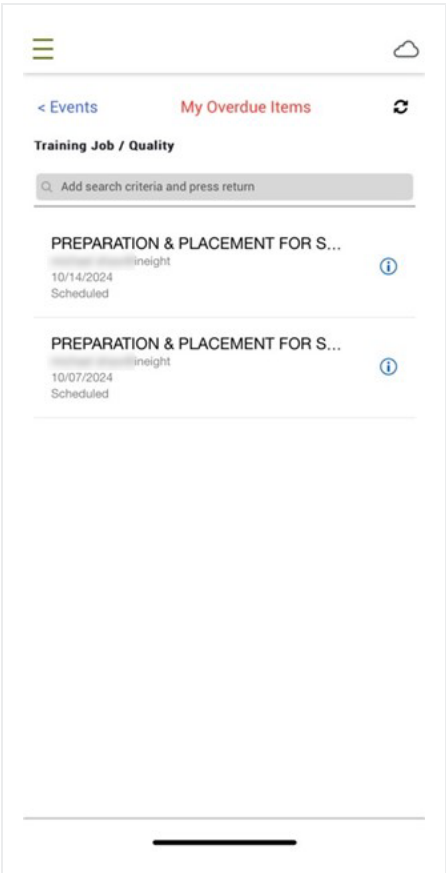 < Events My Overdue Items
Training Job / Quality
Add search criteria and press return
PREPARATION & PLACEMENT FOR S...
ineight
10/14/2024
Scheduled
PREPARATION & PLACEMENT FOR S...
ineight
10/07/2024
Scheduled